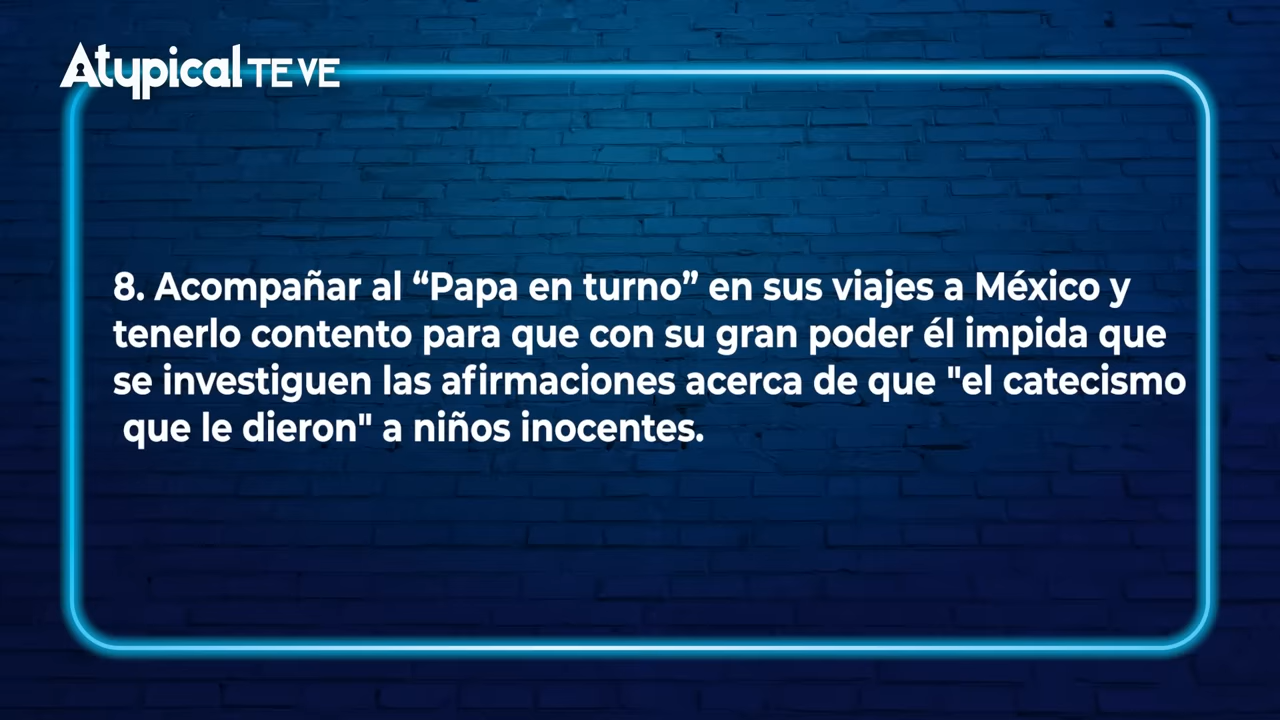 Atypical TE VE
8. Acompañar al “Papa en turno” en sus viajes a México y
tenerlo contento para que con su gran poder él impida que
se investiguen las afirmaciones acerca de que "el catecismo
que le dieron" a niños inocentes.